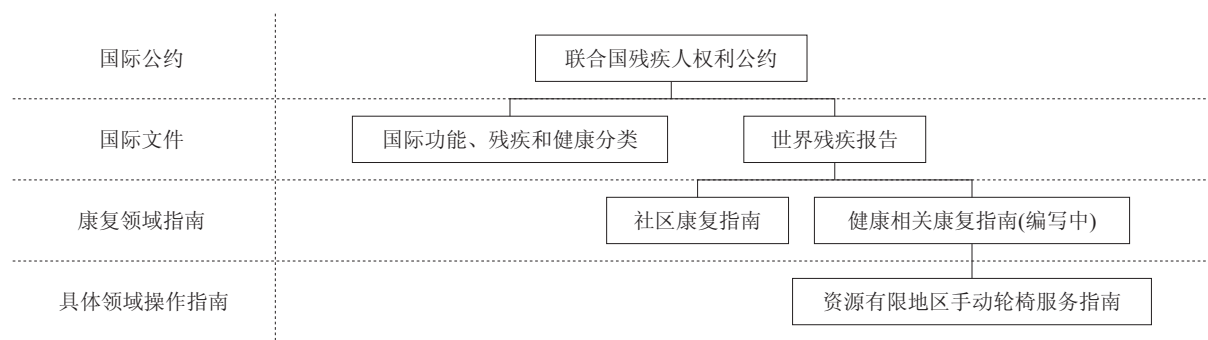 国际公约
联合国残疾人权利公约
国际文件
国际功能、残疾和健康分类
世界残疾报告
康复领域指南
社区康复指南
健康相关康复指南(编写中)
具体领域操作指南
资源有限地区手动轮椅服务指南